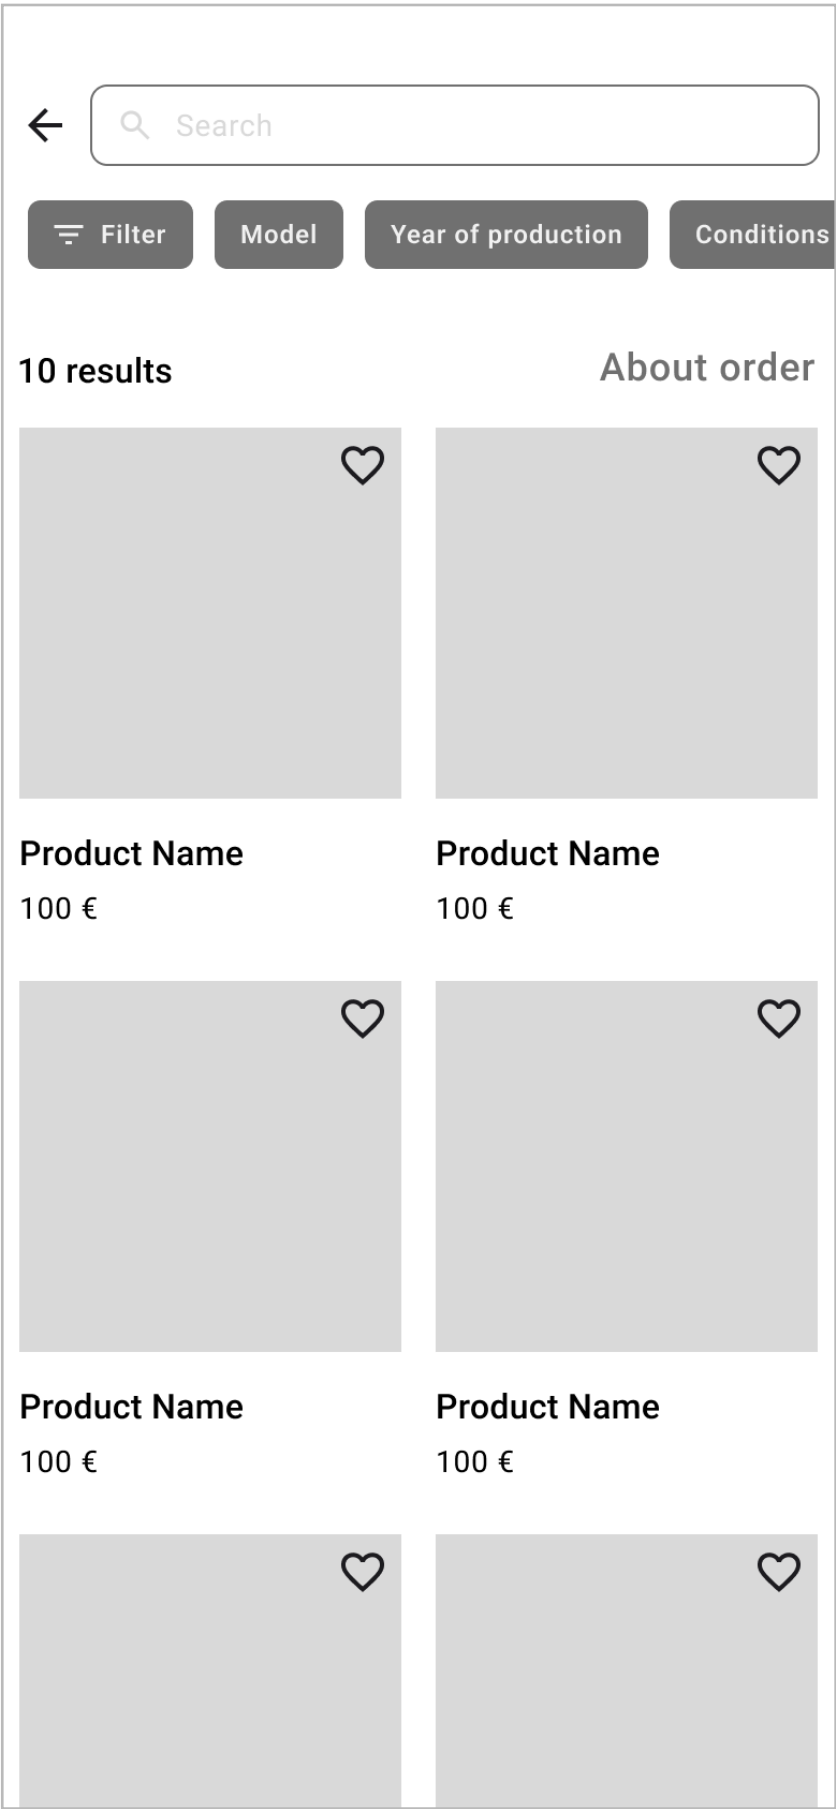 Search
Filter
Model
Year of production
Conditions
10 results
About order
Product Name
Product Name
100 €
100 €
Product Name
Product Name
100 €
100 €